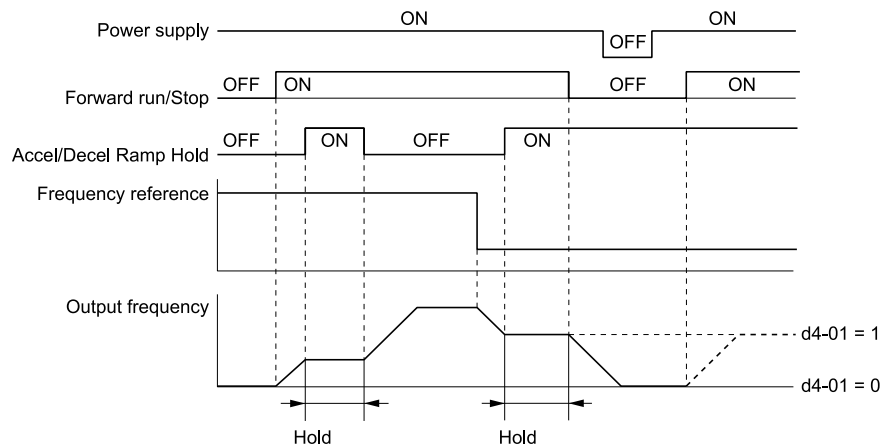 ON
ON
Power supply
OFF
OFF
ON
OFF
ON
Forward run/Stop
OFF
ON
OFF
ON
Accel/Decel Ramp Hold
Frequency reference
Output frequency
d4-01 = 1
d4-01 = 0
Hold
Hold